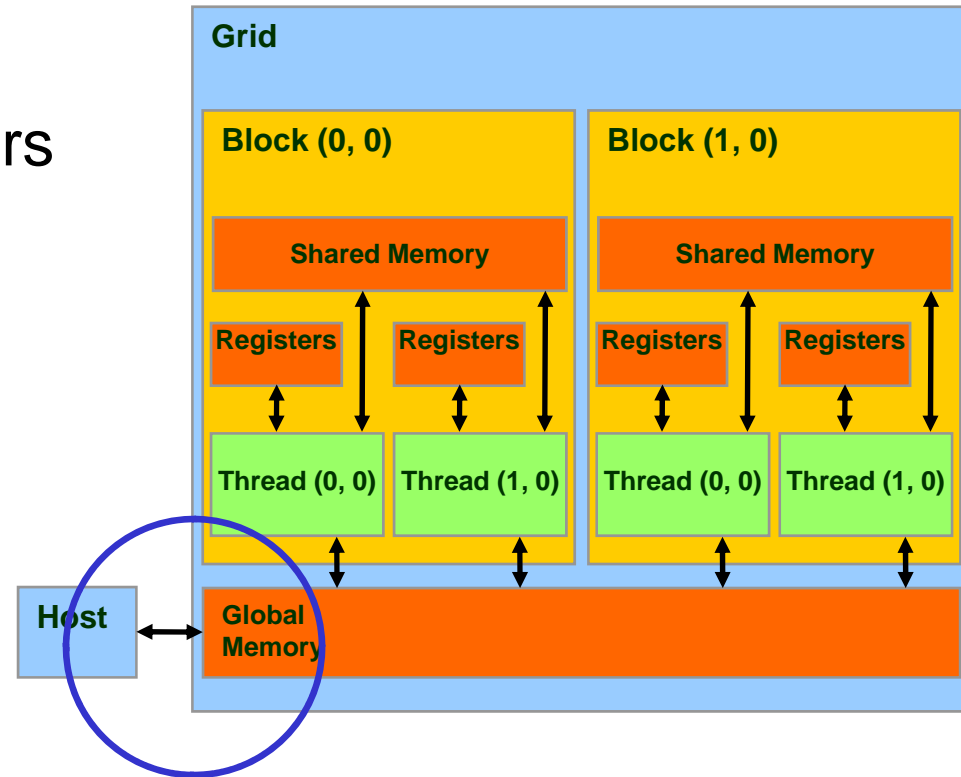 Grid
rs
Block (0, 0)
Block (1, 0)
Shared Memory
Shared Memory
Registers
Registers
Registers
Registers
Thread (0, 0)
Thread (1, 0)
Thread (0, 0)
Thread (1, 0)
Host
Global
Memory